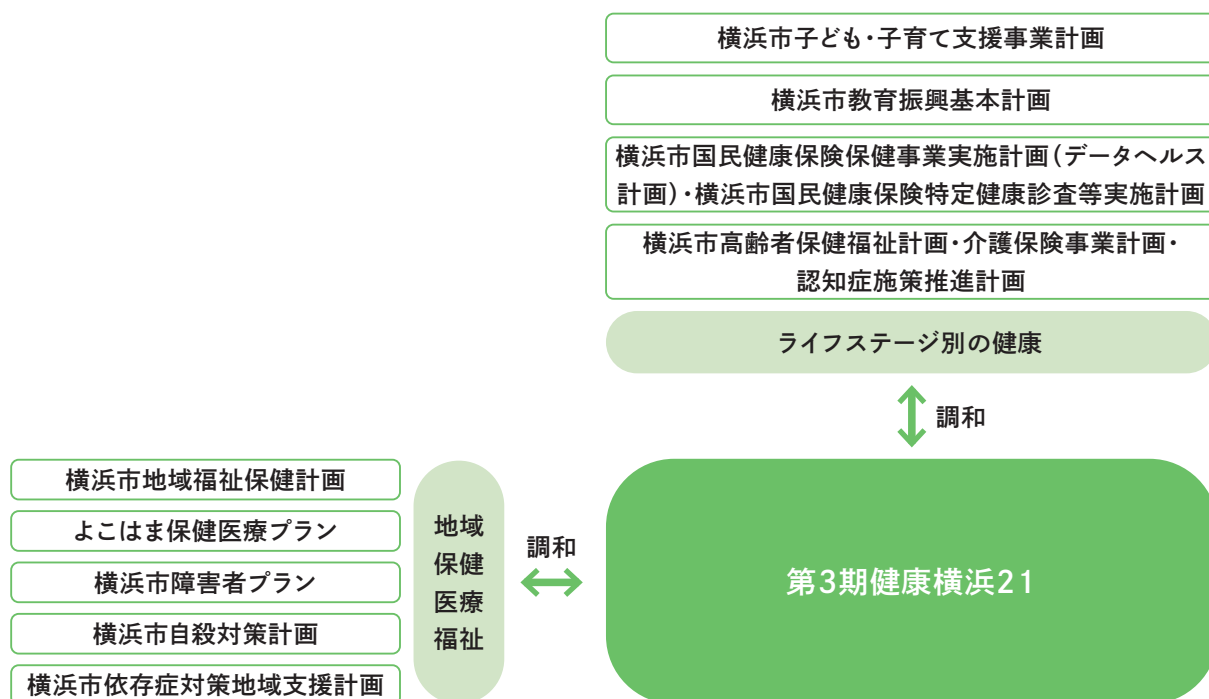 横浜市子ども・子育て支援事業計画
横浜市教育振興基本計画
横浜市国民健康保険保健事業実施計画(データヘルス
計画)・横浜市国民健康保険特定健康診査等実施計画
横浜市高齢者保健福祉計画・介護保険事業計画・
認知症施策推進計画
ライフステージ別の健康
調和
横浜市地域福祉保健計画
よこはま保健医療プラン
横浜市障害者プラン
横浜市自殺対策計画
横浜市依存症対策地域支援計画
地域
保健
医療
福祉
調和
第3期健康横浜21